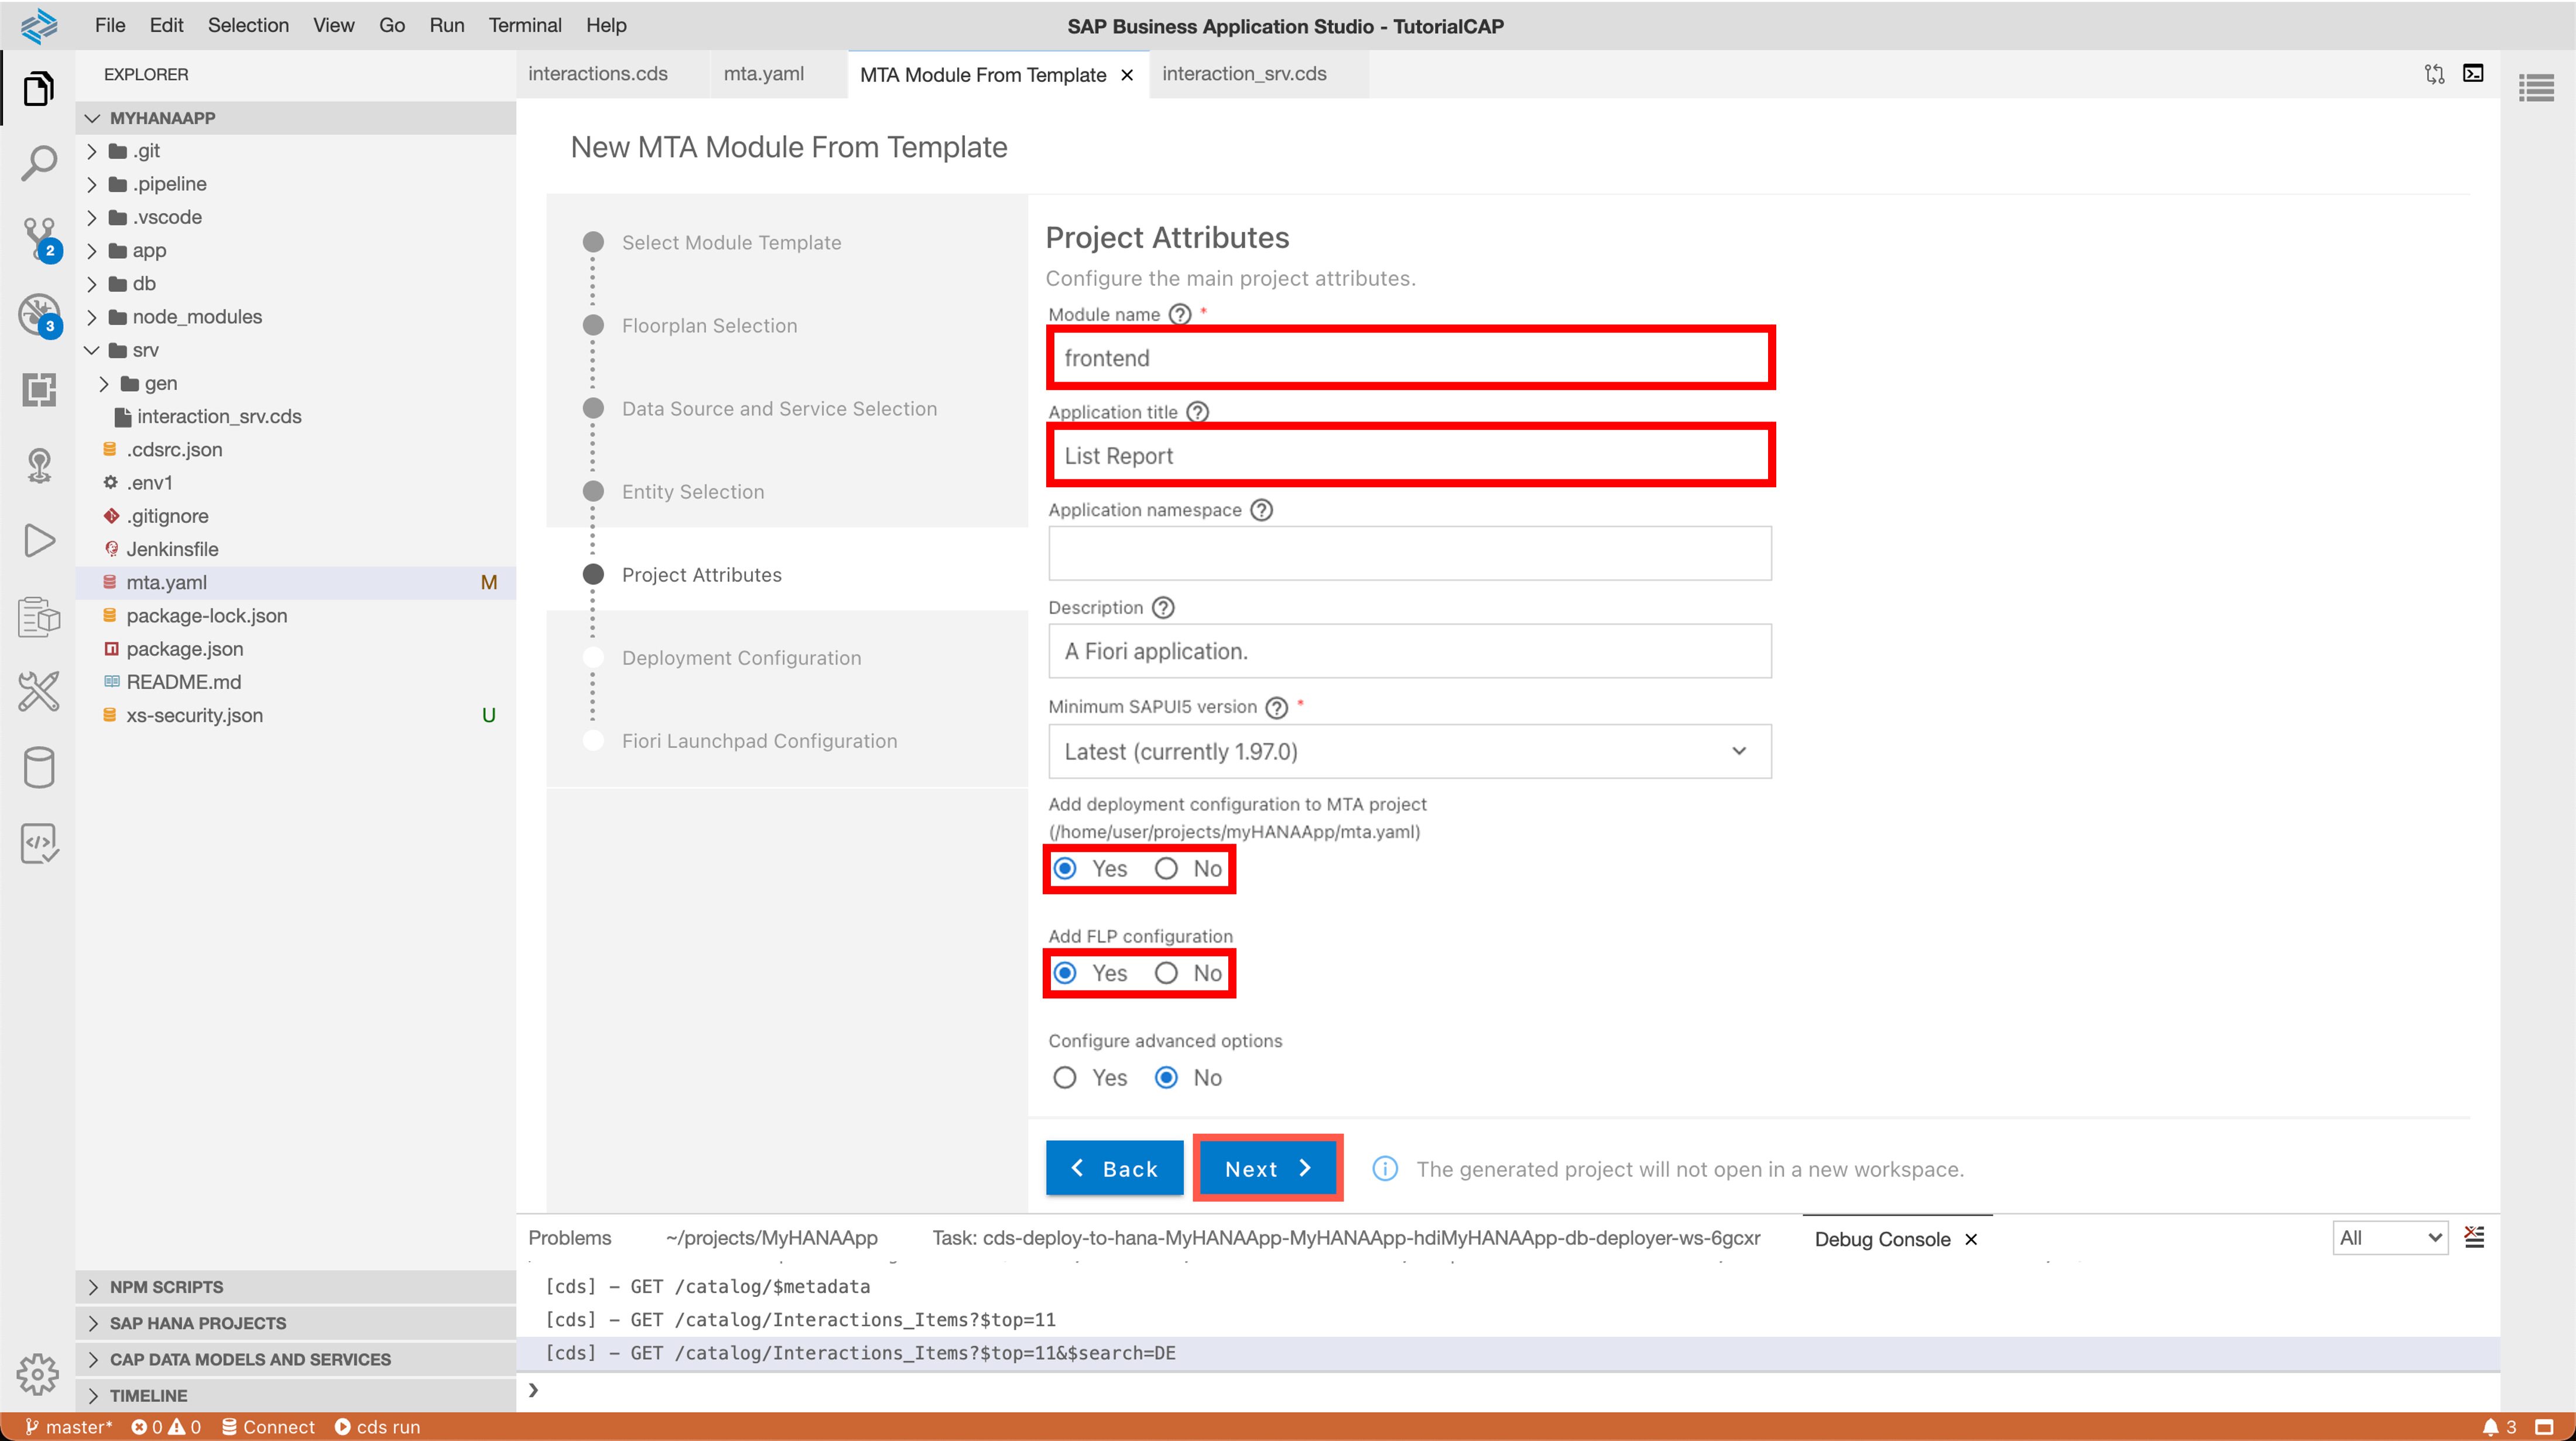 File Edit Selection View Go Run Terminal Help
SAP Business Application Studio - TutorialCAP
EXPLORER
interactions.cds
mta.yaml
MTA Module From Template
interaction_srv.cds
MYHANAAPP
.git
.pipeline
.vscode
app
db
node_modules
srv
gen
interaction_srv.cds
.cdsrc.json
.env1
.gitignore
Jenkinsfile
mta.yaml M
package-lock.json
package.json
README.md
xs-security.json U
2
3
NPM SCRIPTS
SAP HANA PROJECTS
CAP DATA MODELS AND SERVICES
TIMELINE
New MTA Module From Template
Select Module Template
Floorplan Selection
Data Source and Service Selection
Entity Selection
Project Attributes
Deployment Configuration
Fiori Launchpad Configuration
Project Attributes
Configure the main project attributes.
Module name ? *
frontend
Application title ?
List Report
Application namespace ?
Description ?
A Fiori application.
Minimum SAPUI5 version ? *
Latest (currently 1.97.0)
Add deployment configuration to MTA project
(/home/user/projects/myHANAApp/mta.yaml)
Yes No
Add FLP configuration
Yes No
Configure advanced options
Yes No
Back
Next
The generated project will not open in a new workspace.
Problems
~/projects/MyHANAApp
Task: cds-deploy-to-hana-MyHANAApp-MyHANAApp-hdiMyHANAApp-db-deployer-ws-6gcxr
Debug Console
All
[cds] - GET /catalog/$metadata
[cds] - GET /catalog/Interactions_Items?$top=11
[cds] - GET /catalog/Interactions_Items?$top=11&$search=DE
master* 0 0 Connect cds run
3